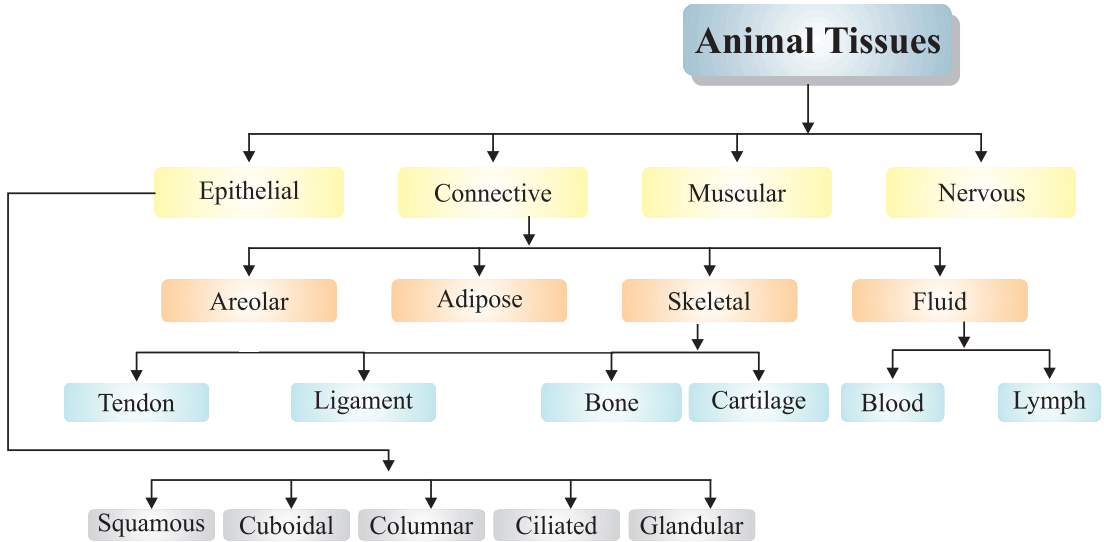 Animal Tissues
Epithelial
Connective
Muscular
Nervous
Areolar
Adipose
Skeletal
Fluid
Tendon
Ligament
Bone
Cartilage
Blood
Lymph
Squamous
Cuboidal
Columnar
Ciliated
Glandular